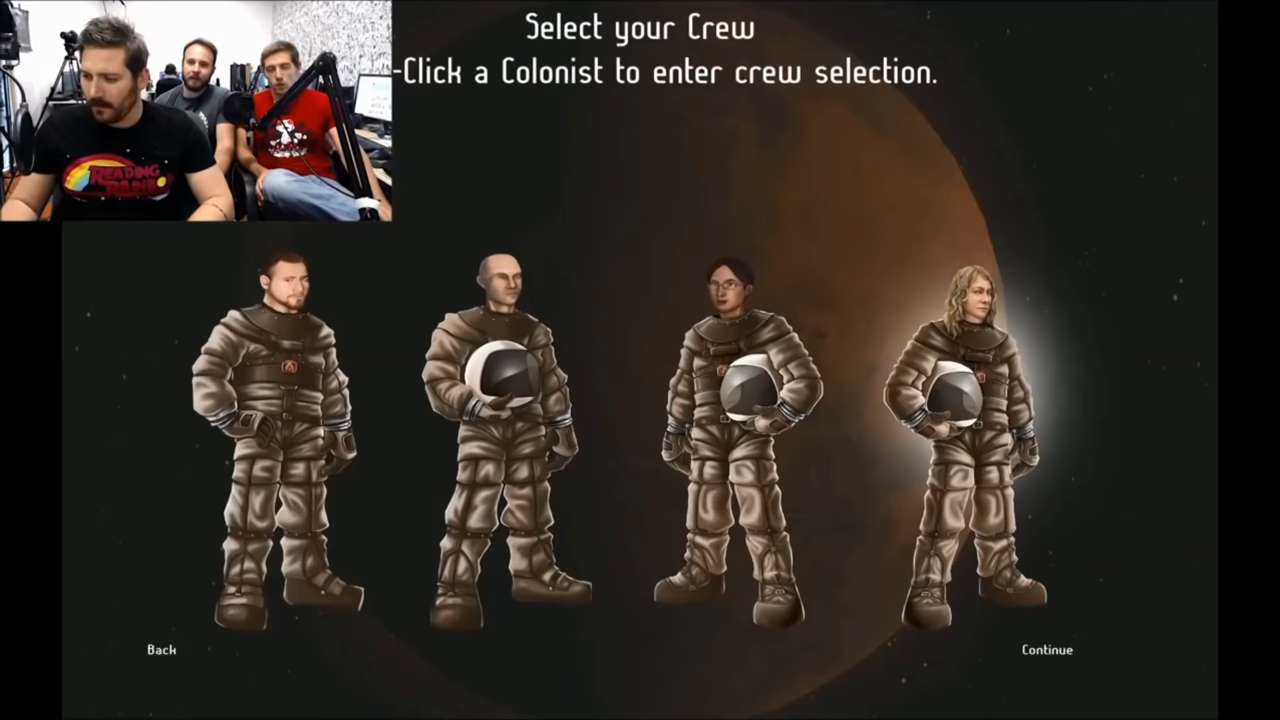 Select your Crew
-Click a Colonist to enter crew selection.
READING
RAINBOW
Back
Continue